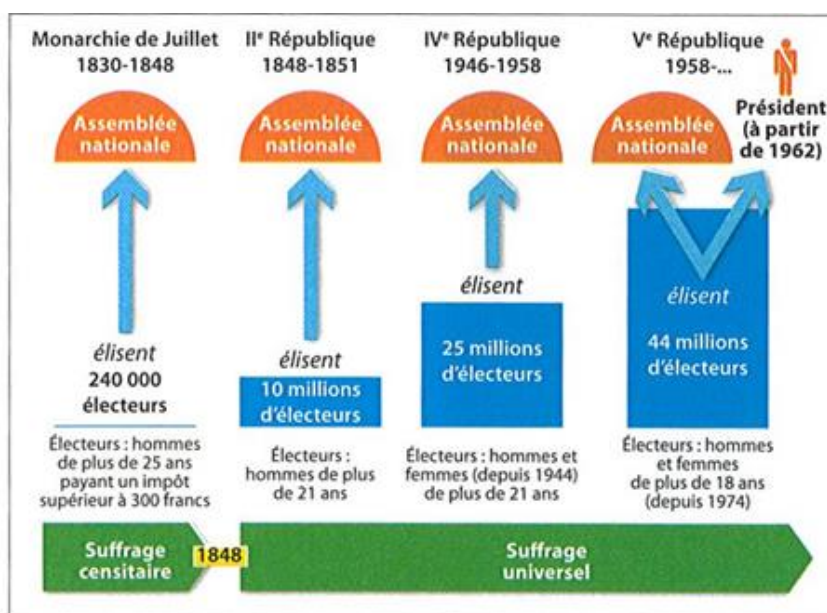 Monarchie de Juillet
1830-1848
Assemblée
nationale
élisent
240 000
électeurs
Électeurs : hommes
de plus de 25 ans
payant un impôt
supérieur à 300 francs
IIe République
1848-1851
Assemblée
nationale
élisent
10 millions
d'électeurs
Électeurs :
hommes de plus
de 21 ans
IVe République
1946-1958
Assemblée
nationale
élisent
25 millions
d'électeurs
Électeurs : hommes et
femmes (depuis 1944)
de plus de 21 ans
Ve République
1958-...
Assemblée
nationale
Président
(à partir
de 1962)
élisent
44 millions
d'électeurs
Électeurs : hommes
et femmes
de plus de 18 ans
(depuis 1974)
Suffrage
censitaire
1848
Suffrage
universel